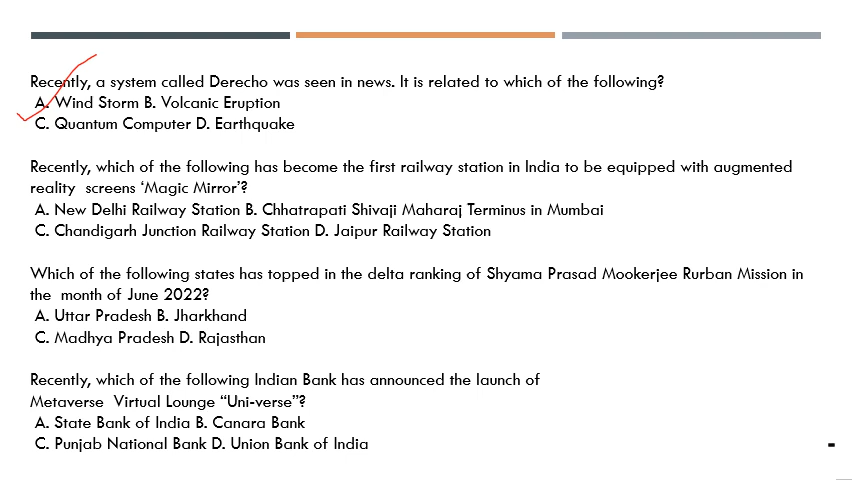 Recently, a system called Derecho was seen in news. It is related to which of the following?
A. Wind Storm B. Volcanic Eruption
C. Quantum Computer D. Earthquake
Recently, which of the following has become the first railway station in India to be equipped with augmented
reality screens ‘Magic Mirror’?
A. New Delhi Railway Station B. Chhatrapati Shivaji Maharaj Terminus in Mumbai
C. Chandigarh Junction Railway Station D. Jaipur Railway Station
Which of the following states has topped in the delta ranking of Shyama Prasad Mookerjee Rurban Mission in
the month of June 2022?
A. Uttar Pradesh B. Jharkhand
C. Madhya Pradesh D. Rajasthan
Recently, which of the following Indian Bank has announced the launch of
Metaverse Virtual Lounge “Uni-verse”?
A. State Bank of India B. Canara Bank
C. Punjab National Bank D. Union Bank of India